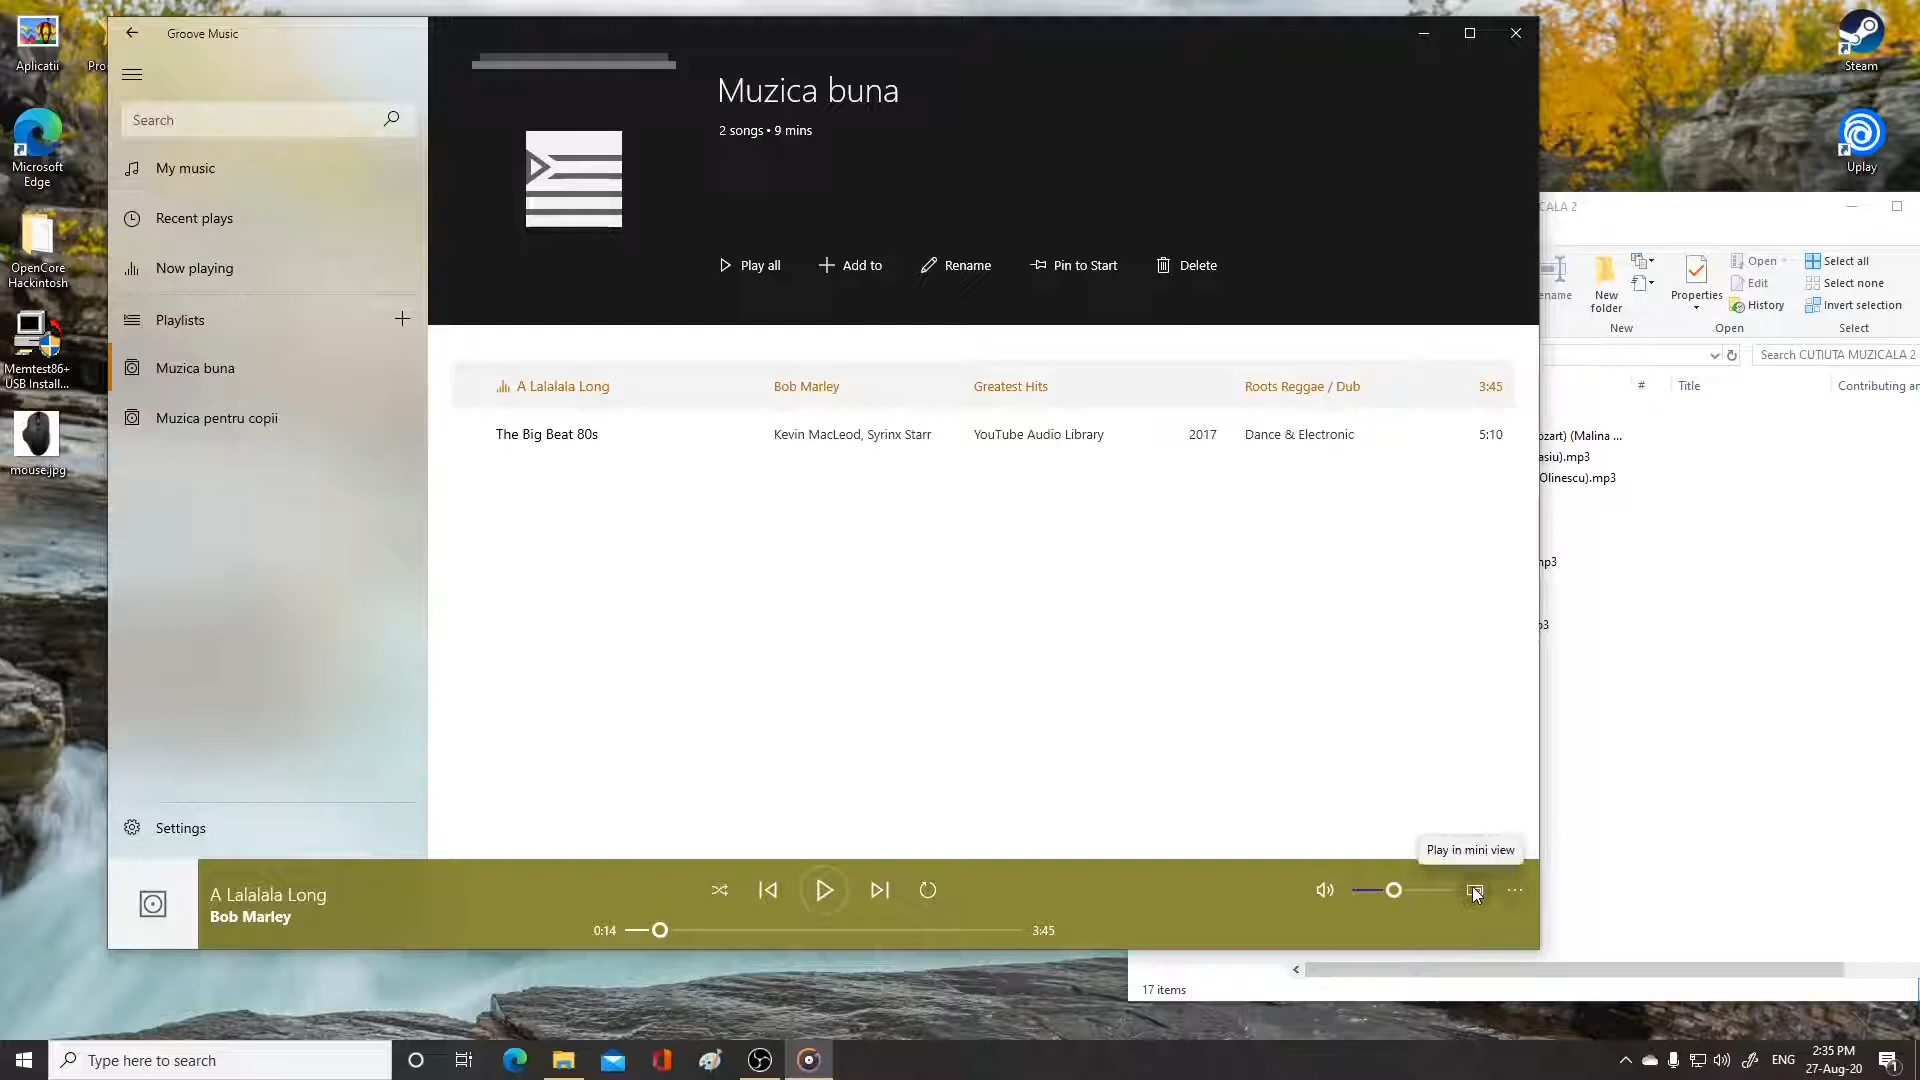 Aplicatii
Pro
Microsoft
Edge
OpenCore
Hackintosh
Memtest86+
USB Install...
mouse.jpg
Groove Music
Search
My music
Recent plays
Now playing
Playlists
Muzica buna
Muzica pentru copii
Settings
Muzica buna
2 songs • 9 mins
Play all
Add to
Rename
Pin to Start
Delete
A Lalalala Long Bob Marley Greatest Hits Roots Reggae / Dub 3:45
The Big Beat 80s Kevin MacLeod, Syrinx Starr YouTube Audio Library 2017 Dance & Electronic 5:10
Play in mini view
A Lalalala Long
Bob Marley
0:14
3:45
Steam
Uplay
CALA 2
ename
New
folder
New
Properties
Open
Edit
History
Open
Select all
Select none
Invert selection
Select
Search CUTIUTA MUZICALA 2
# Title Contributing ar
ozart) (Malina ...
asiu).mp3
Olinescu).mp3
np3
p3
17 items
Type here to search
ENG
2:35 PM
27-Aug-20
1